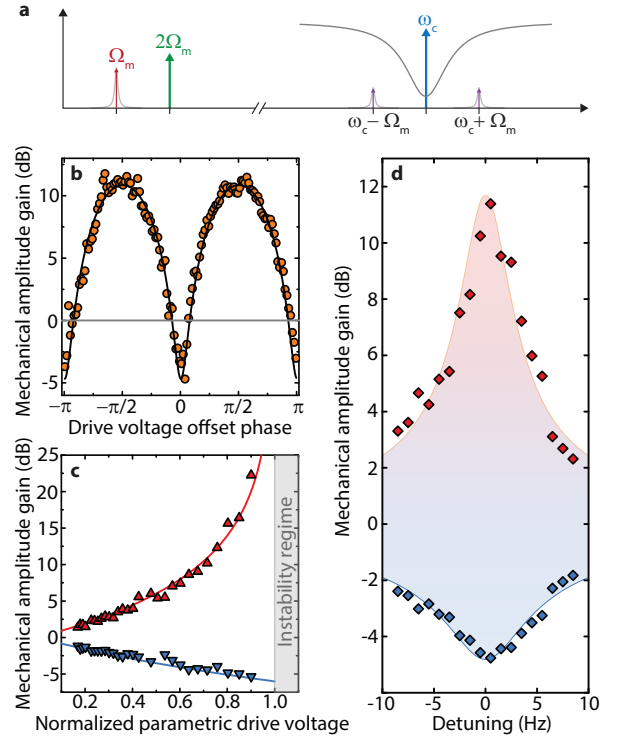 a
Ωm
2Ωm
ωc
ωc− Ωm
ωc+ Ωm
b
Mechanical amplitude gain (dB)
10
5
0
−5
−π
−π/2
0
π/2
π
Drive voltage offset phase
c
Mechanical amplitude gain (dB)
25
20
15
10
5
0
−5
Instability regime
0.2
0.4
0.6
0.8
1.0
Normalized parametric drive voltage
d
Mechanical amplitude gain (dB)
12
10
8
6
4
2
0
−2
−4
-10
-5
0
5
10
Detuning (Hz)